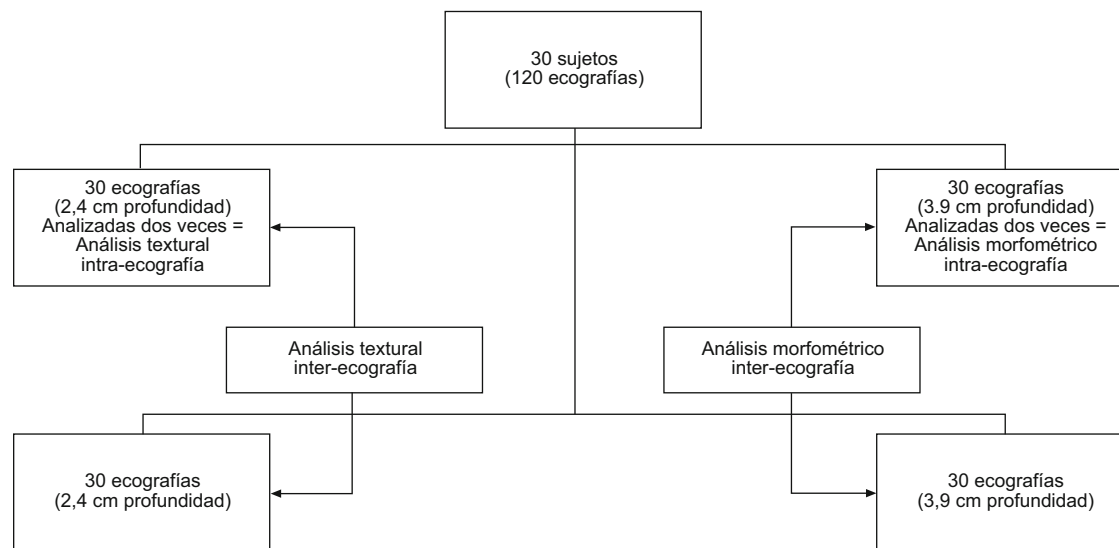 30 sujetos
(120 ecografías)
30 ecografías
(2,4 cm profundidad)
Analizadas dos veces =
Análisis textural
intra-ecografía
30 ecografías
(3.9 cm profundidad)
Analizadas dos veces =
Análisis morfométrico
intra-ecografía
Análisis textural
inter-ecografía
Análisis morfométrico
inter-ecografía
30 ecografías
(2,4 cm profundidad)
30 ecografías
(3,9 cm profundidad)